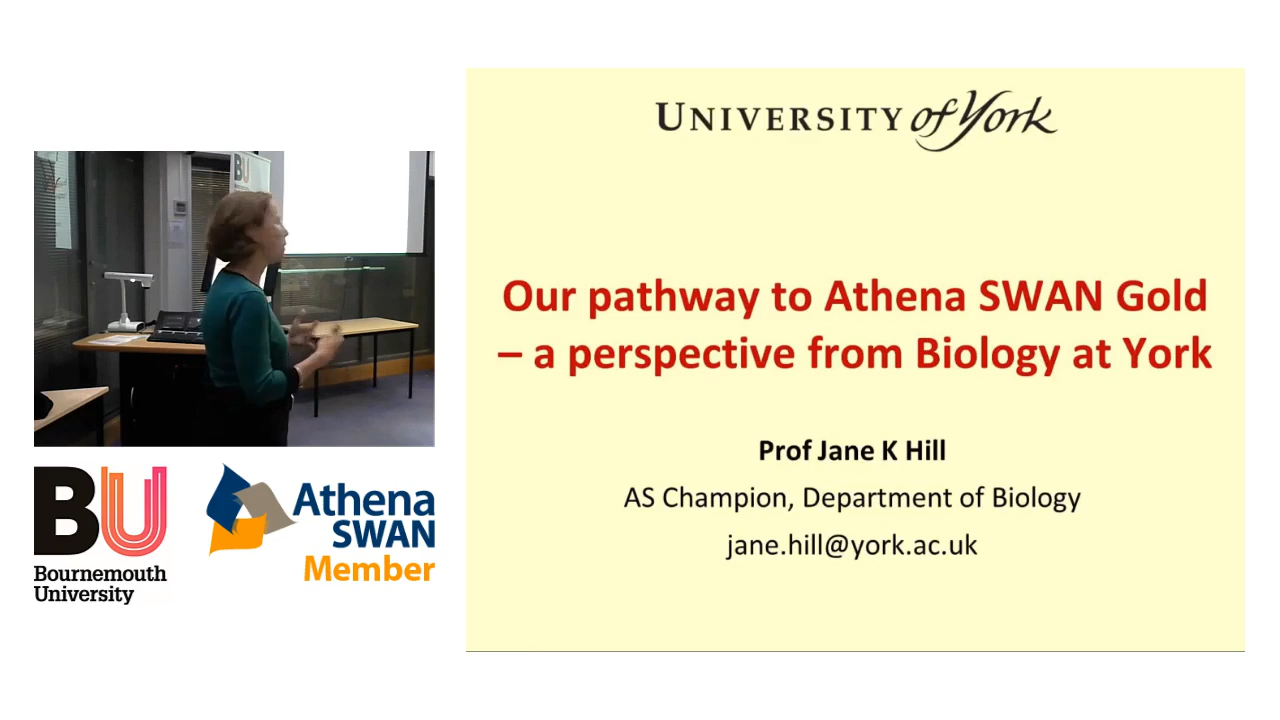 UNIVERSITY of York
Our pathway to Athena SWAN Gold
– a perspective from Biology at York
Prof Jane K Hill
AS Champion, Department of Biology
jane.hill@york.ac.uk
BU
BU
Bournemouth
University
Athena
SWAN
Member